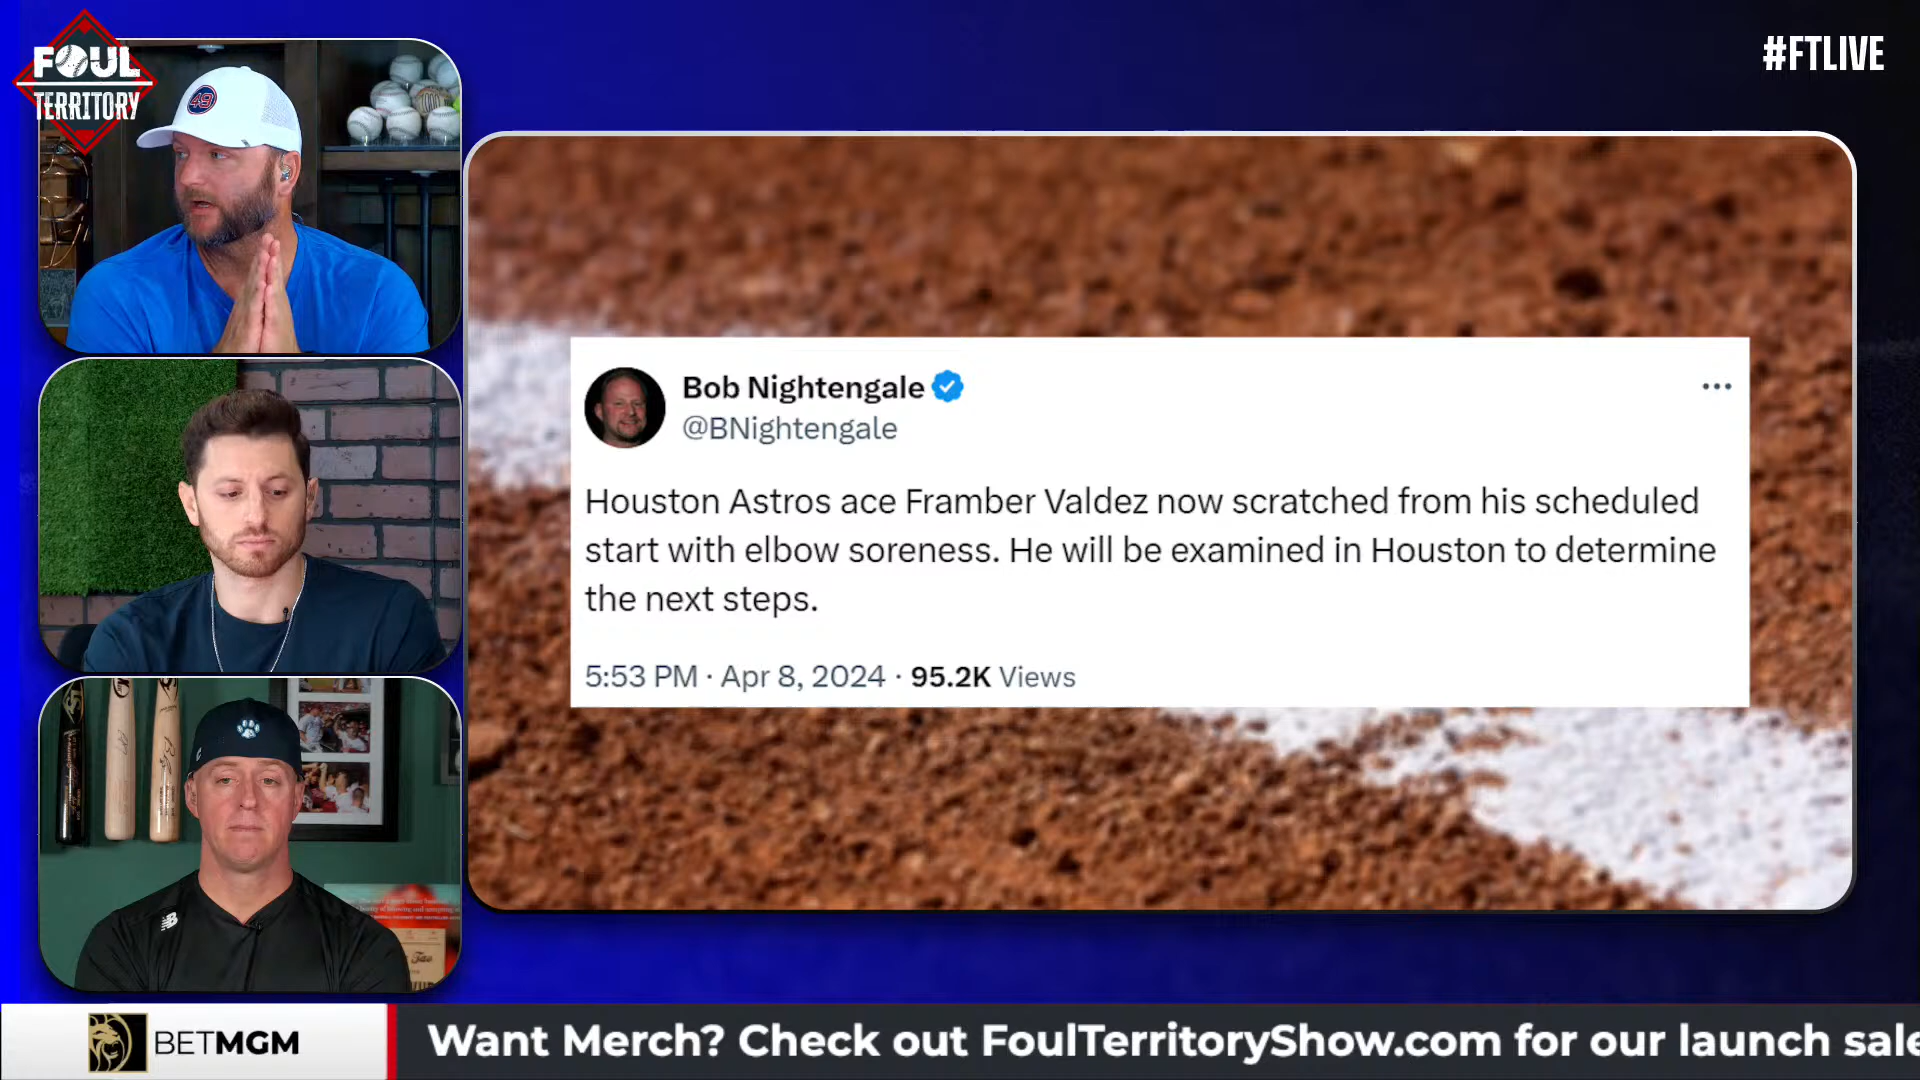 FOUL
TERRITORY
#FTLIVE
49
Bob Nightengale
@BNightengale
Houston Astros ace Framber Valdez now scratched from his scheduled
start with elbow soreness. He will be examined in Houston to determine
the next steps.
5:53 PM · Apr 8, 2024 · 95.2K Views
NB
BETMGM
Want Merch? Check out FoulTerritoryShow.com for our launch sale